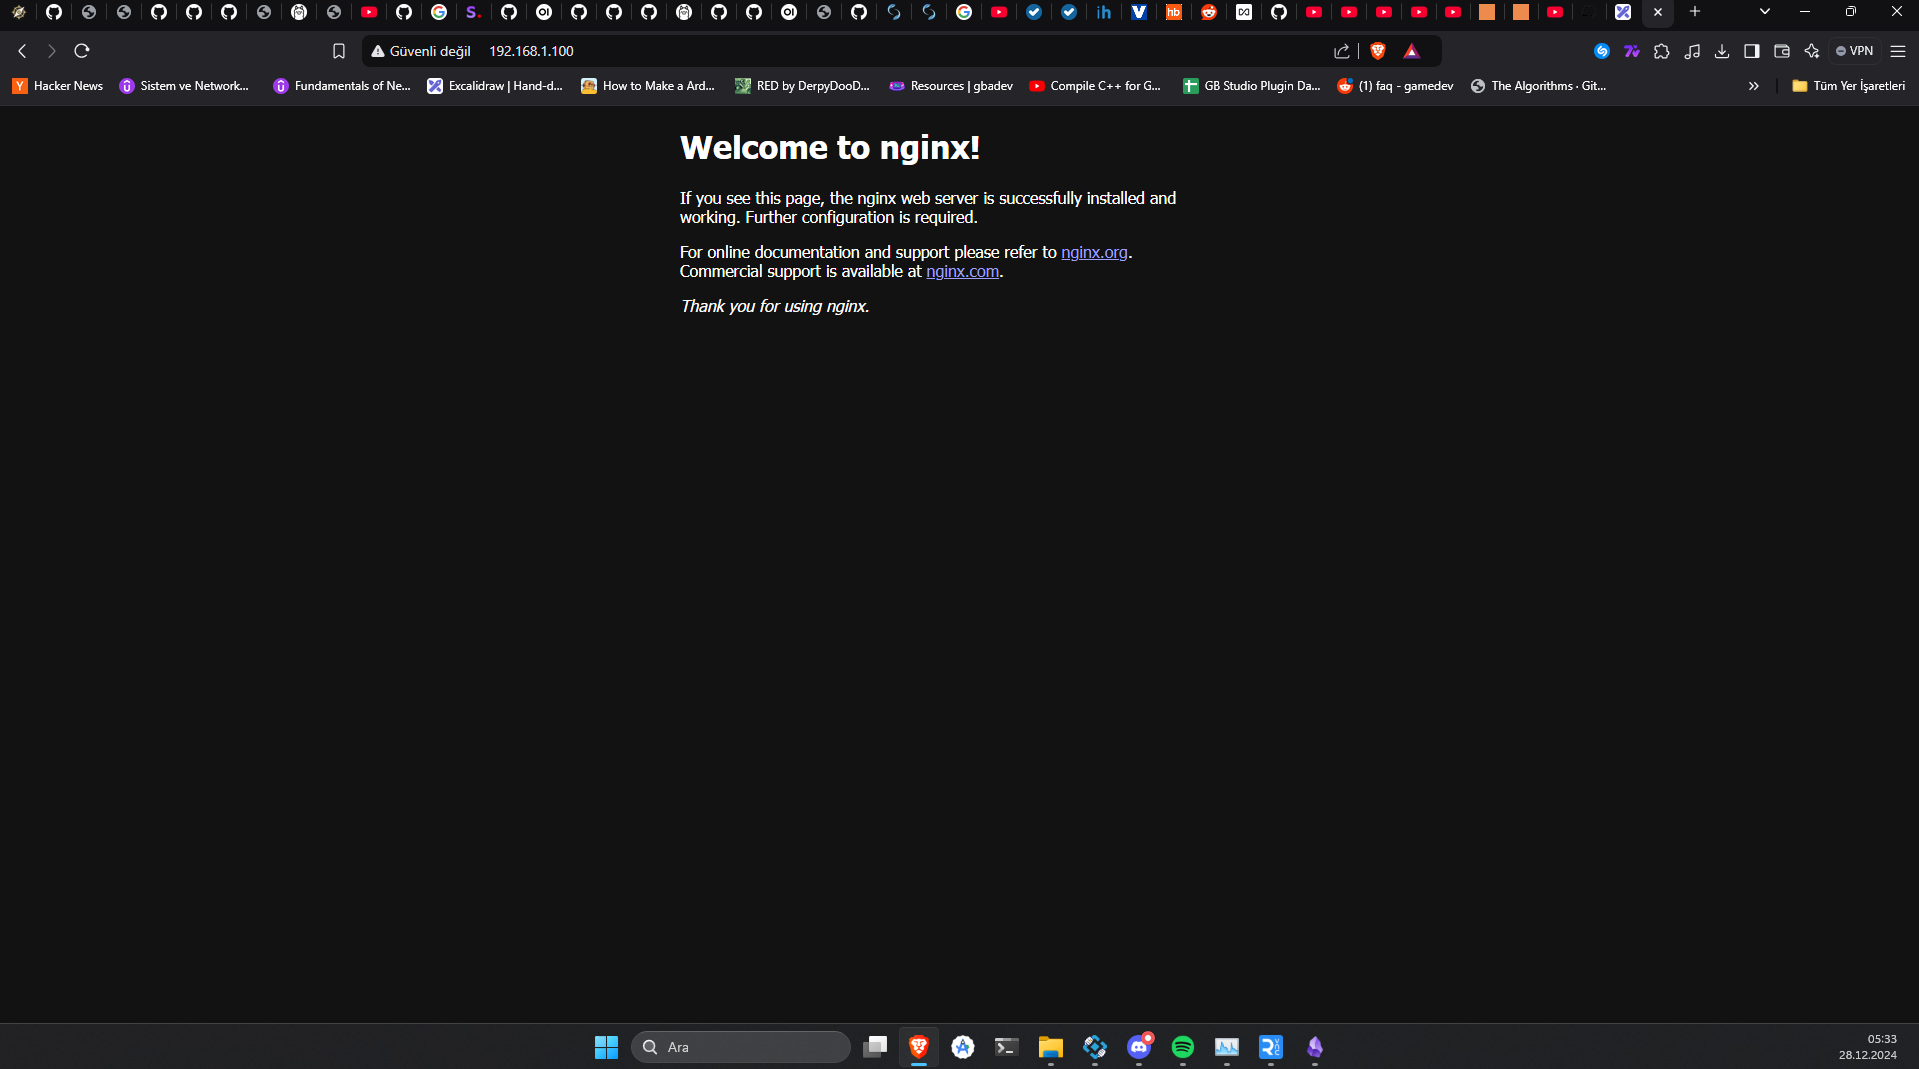 S.
OI
OI
ih
V
hb
Güvenli değil 192.168.1.100
VPN
Hacker News
Sistem ve Network...
Fundamentals of Ne...
Excalidraw | Hand-d...
How to Make a Ard...
RED by DerpyDooD...
Resources | gbadev
Compile C++ for G...
GB Studio Plugin Da...
(1) faq - gamedev
The Algorithms · Git...
Tüm Yer İşaretleri
Welcome to nginx!
If you see this page, the nginx web server is successfully installed and
working. Further configuration is required.
For online documentation and support please refer to nginx.org.
Commercial support is available at nginx.com.
Thank you for using nginx.
Ara
05:33
28.12.2024